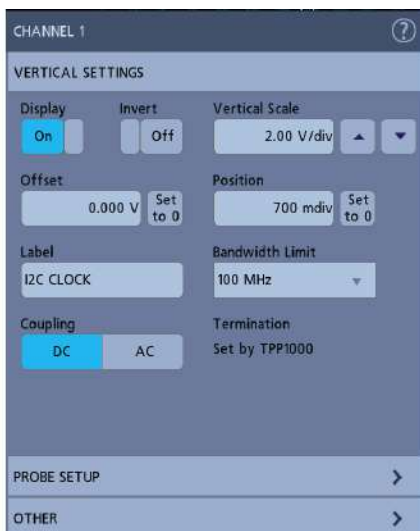 CHANNEL 1 ?
VERTICAL SETTINGS
Display Invert Vertical Scale
On Off 2.00 V/div
Offset Position
0.000 V Set to 0 700 mdiv Set to 0
Label Bandwidth Limit
I2C CLOCK 100 MHz
Coupling Termination
DC AC Set by TPP1000
PROBE SETUP
OTHER